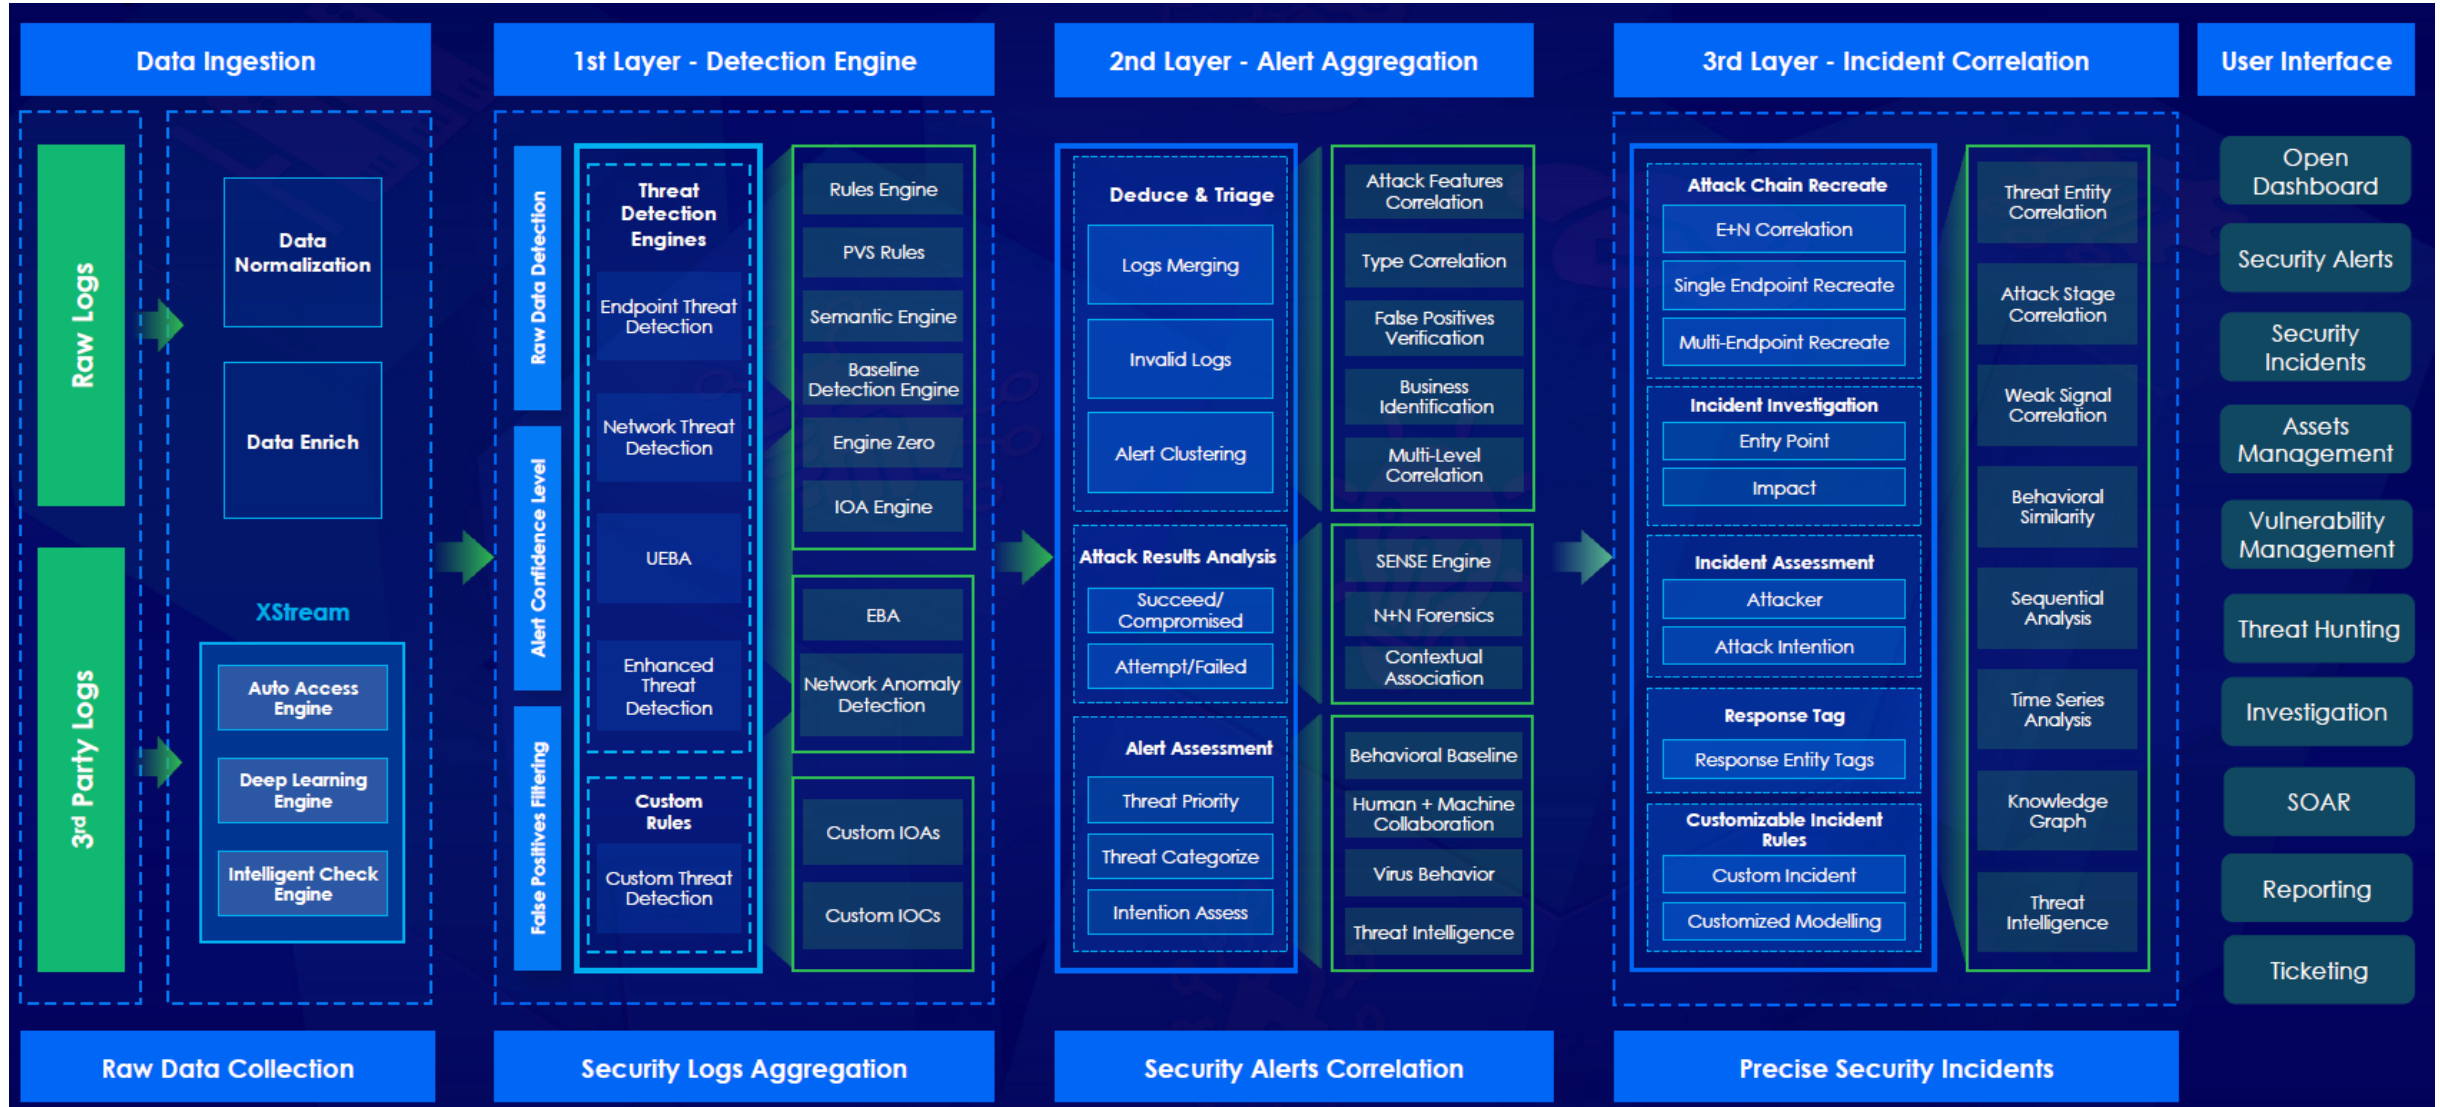 Data Ingestion
Raw Logs
3rd Party Logs
Data
Normalization
Data Enrich
XStream
Auto Access
Engine
Deep Learning
Engine
Intelligent Check
Engine
Raw Data Collection
1st Layer - Detection Engine
Raw Data Detection
Alert Confidence Level
False Positives Filtering
Threat
Detection
Engines
Endpoint Threat
Detection
Network Threat
Detection
UEBA
Enhanced
Threat
Detection
Custom
Rules
Custom Threat
Detection
Rules Engine
PVS Rules
Semantic Engine
Baseline
Detection Engine
Engine Zero
IOA Engine
EBA
Network Anomaly
Detection
Custom IOAs
Custom IOCs
Security Logs Aggregation
2nd Layer - Alert Aggregation
Deduce & Triage
Logs Merging
Invalid Logs
Alert Clustering
Attack Results Analysis
Succeed/
Compromised
Attempt/Failed
Alert Assessment
Threat Priority
Threat Categorize
Intention Assess
Attack Features
Correlation
Type Correlation
False Positives
Verification
Business
Identification
Multi-Level
Correlation
SENSE Engine
N+N Forensics
Contextual
Association
Behavioral Baseline
Human + Machine
Collaboration
Virus Behavior
Threat Intelligence
Security Alerts Correlation
3rd Layer - Incident Correlation
Attack Chain Recreate
E+N Correlation
Single Endpoint Recreate
Multi-Endpoint Recreate
Incident Investigation
Entry Point
Impact
Incident Assessment
Attacker
Attack Intention
Response Tag
Response Entity Tags
Customizable Incident
Rules
Custom Incident
Customized Modelling
Threat Entity
Correlation
Attack Stage
Correlation
Weak Signal
Correlation
Behavioral
Similarity
Sequential
Analysis
Time Series
Analysis
Knowledge
Graph
Threat
Intelligence
Precise Security Incidents
User Interface
Open
Dashboard
Security Alerts
Security
Incidents
Assets
Management
Vulnerability
Management
Threat Hunting
Investigation
SOAR
Reporting
Ticketing